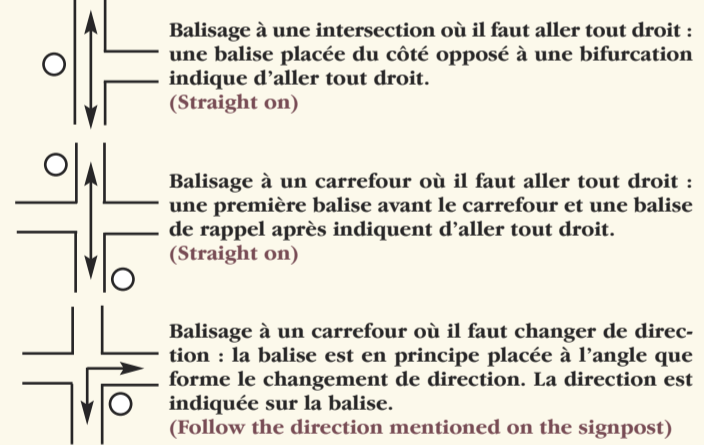 Balisage à une intersection où il faut aller tout droit :
une balise placée du côté opposé à une bifurcation
indique d’aller tout droit.
(Straight on)
Balisage à un carrefour où il faut aller tout droit :
une première balise avant le carrefour et une balise
de rappel après indiquent d’aller tout droit.
(Straight on)
Balisage à un carrefour où il faut changer de direc-
tion : la balise est en principe placée à l’angle que
forme le changement de direction. La direction est
indiquée sur la balise.
(Follow the direction mentioned on the signpost)